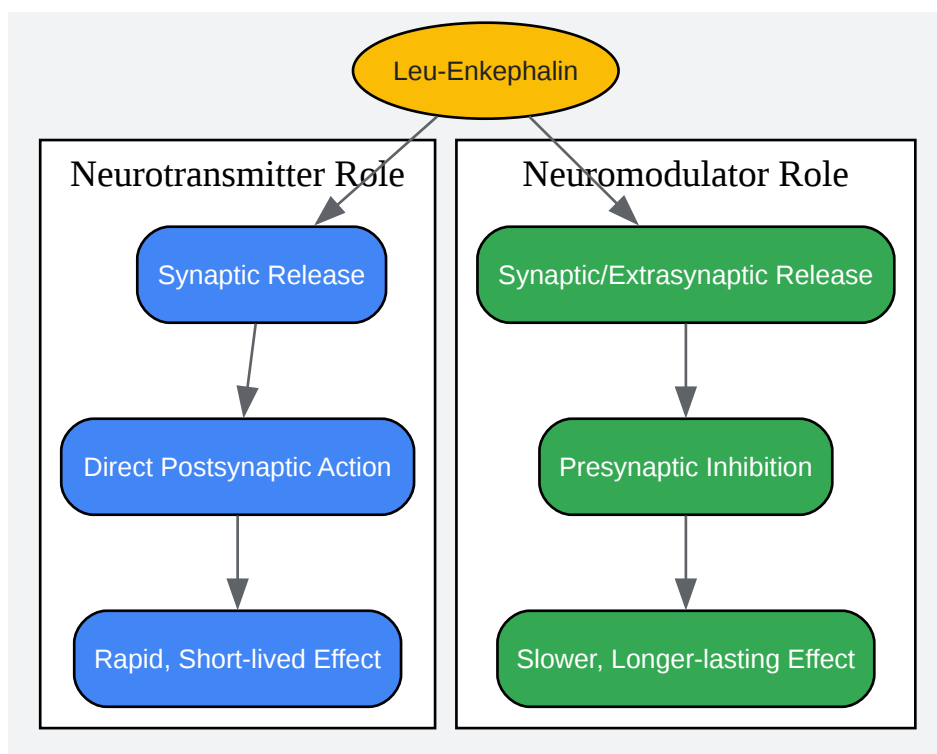 Leu-Enkephalin
Neurotransmitter Role
Synaptic Release
Direct Postsynaptic Action
Rapid, Short-lived Effect
Neuromodulator Role
Synaptic/Extrasynaptic Release
Presynaptic Inhibition
Slower, Longer-lasting Effect